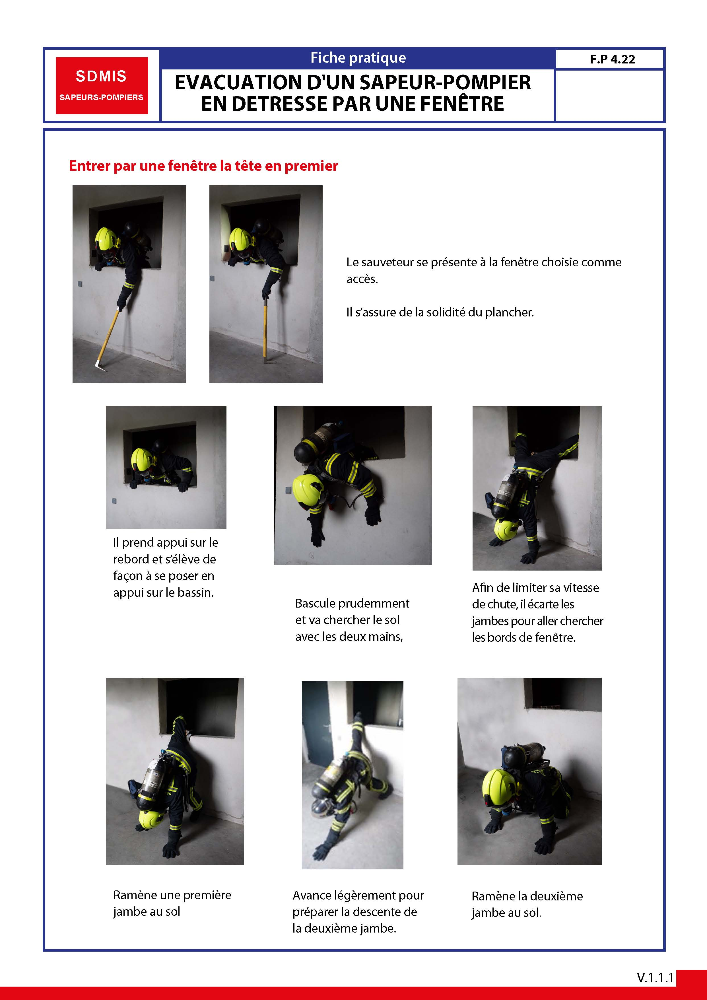 SDMIS
SAPEURS-POMPIERS
Fiche pratique
EVACUATION D'UN SAPEUR-POMPIER
EN DETRESSE PAR UNE FENÊTRE
F.P 4.22
Entrer par une fenêtre la tête en premier
Le sauveteur se présente à la fenêtre choisie comme
accès.
Il s’assure de la solidité du plancher.
Il prend appui sur le
rebord et s’élève de
façon à se poser en
appui sur le bassin.
Bascule prudemment
et va chercher le sol
avec les deux mains,
Afin de limiter sa vitesse
de chute, il écarte les
jambes pour aller chercher
les bords de fenêtre.
Ramène une première
jambe au sol
Avance légèrement pour
préparer la descente de
la deuxième jambe.
Ramène la deuxième
jambe au sol.
V.1.1.1